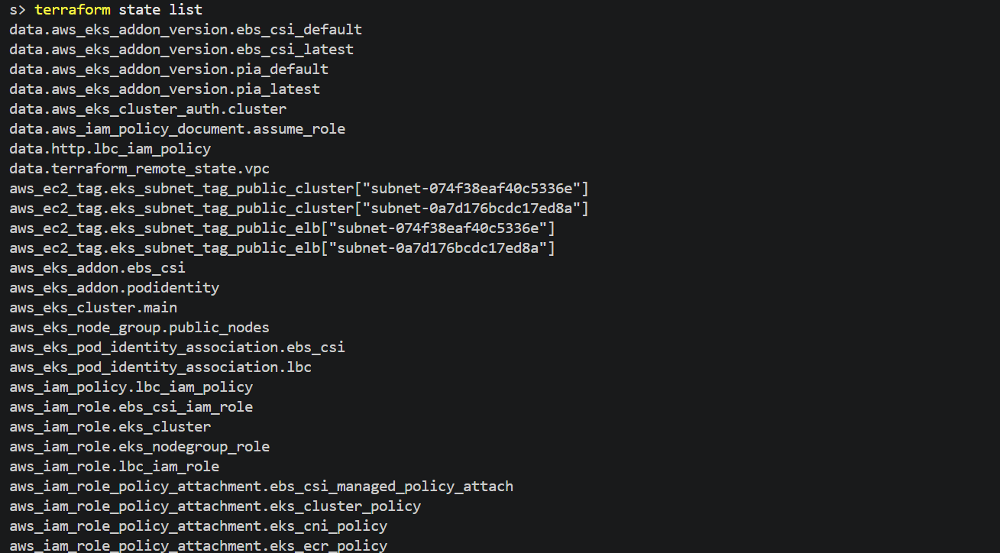 s> terraform state list
data.aws_eks_addon_version.ebs_csi_default
data.aws_eks_addon_version.ebs_csi_latest
data.aws_eks_addon_version.pia_default
data.aws_eks_addon_version.pia_latest
data.aws_eks_cluster_auth.cluster
data.aws_iam_policy_document.assume_role
data.http.lbc_iam_policy
data.terraform_remote_state.vpc
aws_ec2_tag.eks_subnet_tag_public_cluster["subnet-074f38eaf40c5336e"]
aws_ec2_tag.eks_subnet_tag_public_cluster["subnet-0a7d176bcdc17ed8a"]
aws_ec2_tag.eks_subnet_tag_public_elb["subnet-074f38eaf40c5336e"]
aws_ec2_tag.eks_subnet_tag_public_elb["subnet-0a7d176bcdc17ed8a"]
aws_eks_addon.ebs_csi
aws_eks_addon.podidentity
aws_eks_cluster.main
aws_eks_node_group.public_nodes
aws_eks_pod_identity_association.ebs_csi
aws_eks_pod_identity_association.lbc
aws_iam_policy.lbc_iam_policy
aws_iam_role.ebs_csi_iam_role
aws_iam_role.eks_cluster
aws_iam_role.eks_nodegroup_role
aws_iam_role.lbc_iam_role
aws_iam_role_policy_attachment.ebs_csi_managed_policy_attach
aws_iam_role_policy_attachment.eks_cluster_policy
aws_iam_role_policy_attachment.eks_cni_policy
aws_iam_role_policy_attachment.eks_ecr_policy